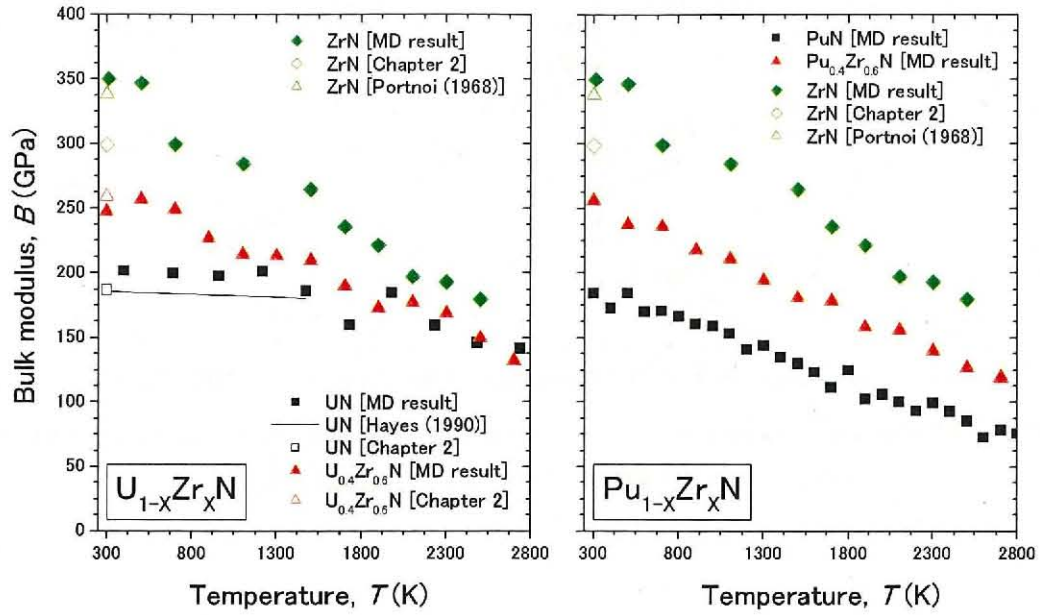 400
350
300
250
200
150
100
50
0
Bulk modulus, B (GPa)
ZrN [MD result]
ZrN [Chapter 2]
ZrN [Portnoi (1968)]
UN [MD result]
UN [Hayes (1990)]
UN [Chapter 2]
U0.4Zr0.6N [MD result]
U0.4Zr0.6N [Chapter 2]
U1-XZrXN
300 800 1300 1800 2300 2800
Temperature, T (K)
PuN [MD result]
Pu0.4Zr0.6N [MD result]
ZrN [MD result]
ZrN [Chapter 2]
ZrN [Portnoi (1968)]
Pu1-XZrXN
300 800 1300 1800 2300 2800
Temperature, T (K)